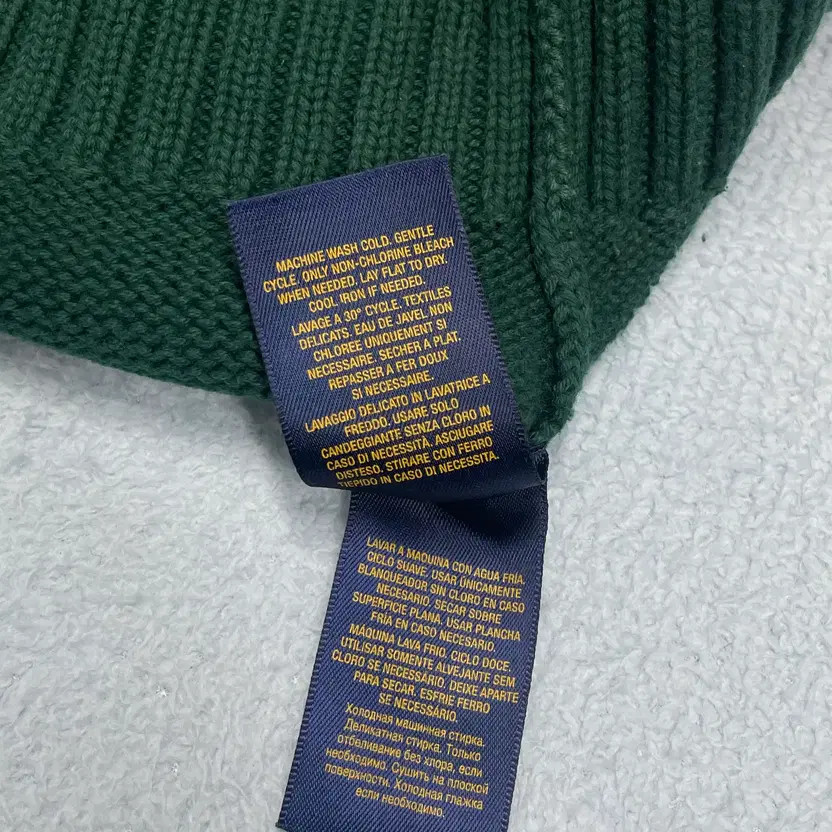 MACHINE WASH COLD. GENTLE
CYCLE. ONLY NON-CHLORINE BLEACH
WHEN NEEDED. LAY FLAT TO DRY.
COOL IRON IF NEEDED.
LAVAGE A 30° CYCLE. TEXTILES
DELICATS. EAU DE JAVEL NON
CHLOREE UNIQUEMENT SI
NECESSAIRE. SECHER A PLAT.
REPASSER A FER DOUX
SI NECESSAIRE.
LAVAGGIO DELICATO IN LAVATRICE A
FREDDO. USARE SOLO
CANDEGGIANTE SENZA CLORO IN
CASO DI NECESSITÀ. ASCIUGARE
DISTESO. STIRARE CON FERRO
TIEPIDO IN CASO DI NECESSITA.
LAVAR A MAQUINA CON AGUA FRÍA.
CICLO SUAVE. USAR ÚNICAMENTE
BLANQUEADOR SIN CLORO EN CASO
NECESARIO. SECAR SOBRE
SUPERFICIE PLANA. USAR PLANCHA
FRÍA EN CASO NECESARIO.
MÁQUINA LAVA FRIO. CICLO DOCE.
UTILISAR SOMENTE ALVEJANTE SEM
CLORO SE NECESSÁRIO. DEIXE APARTE
PARA SECAR. ESFRIE FERRO
SE NECESSÁRIO.
Холодная машинная стирка.
Деликатная стирка. Только
отбеливание без хлора, если
необходимо. Сушить на плоской
поверхности. Холодная глажка
если необходимо.